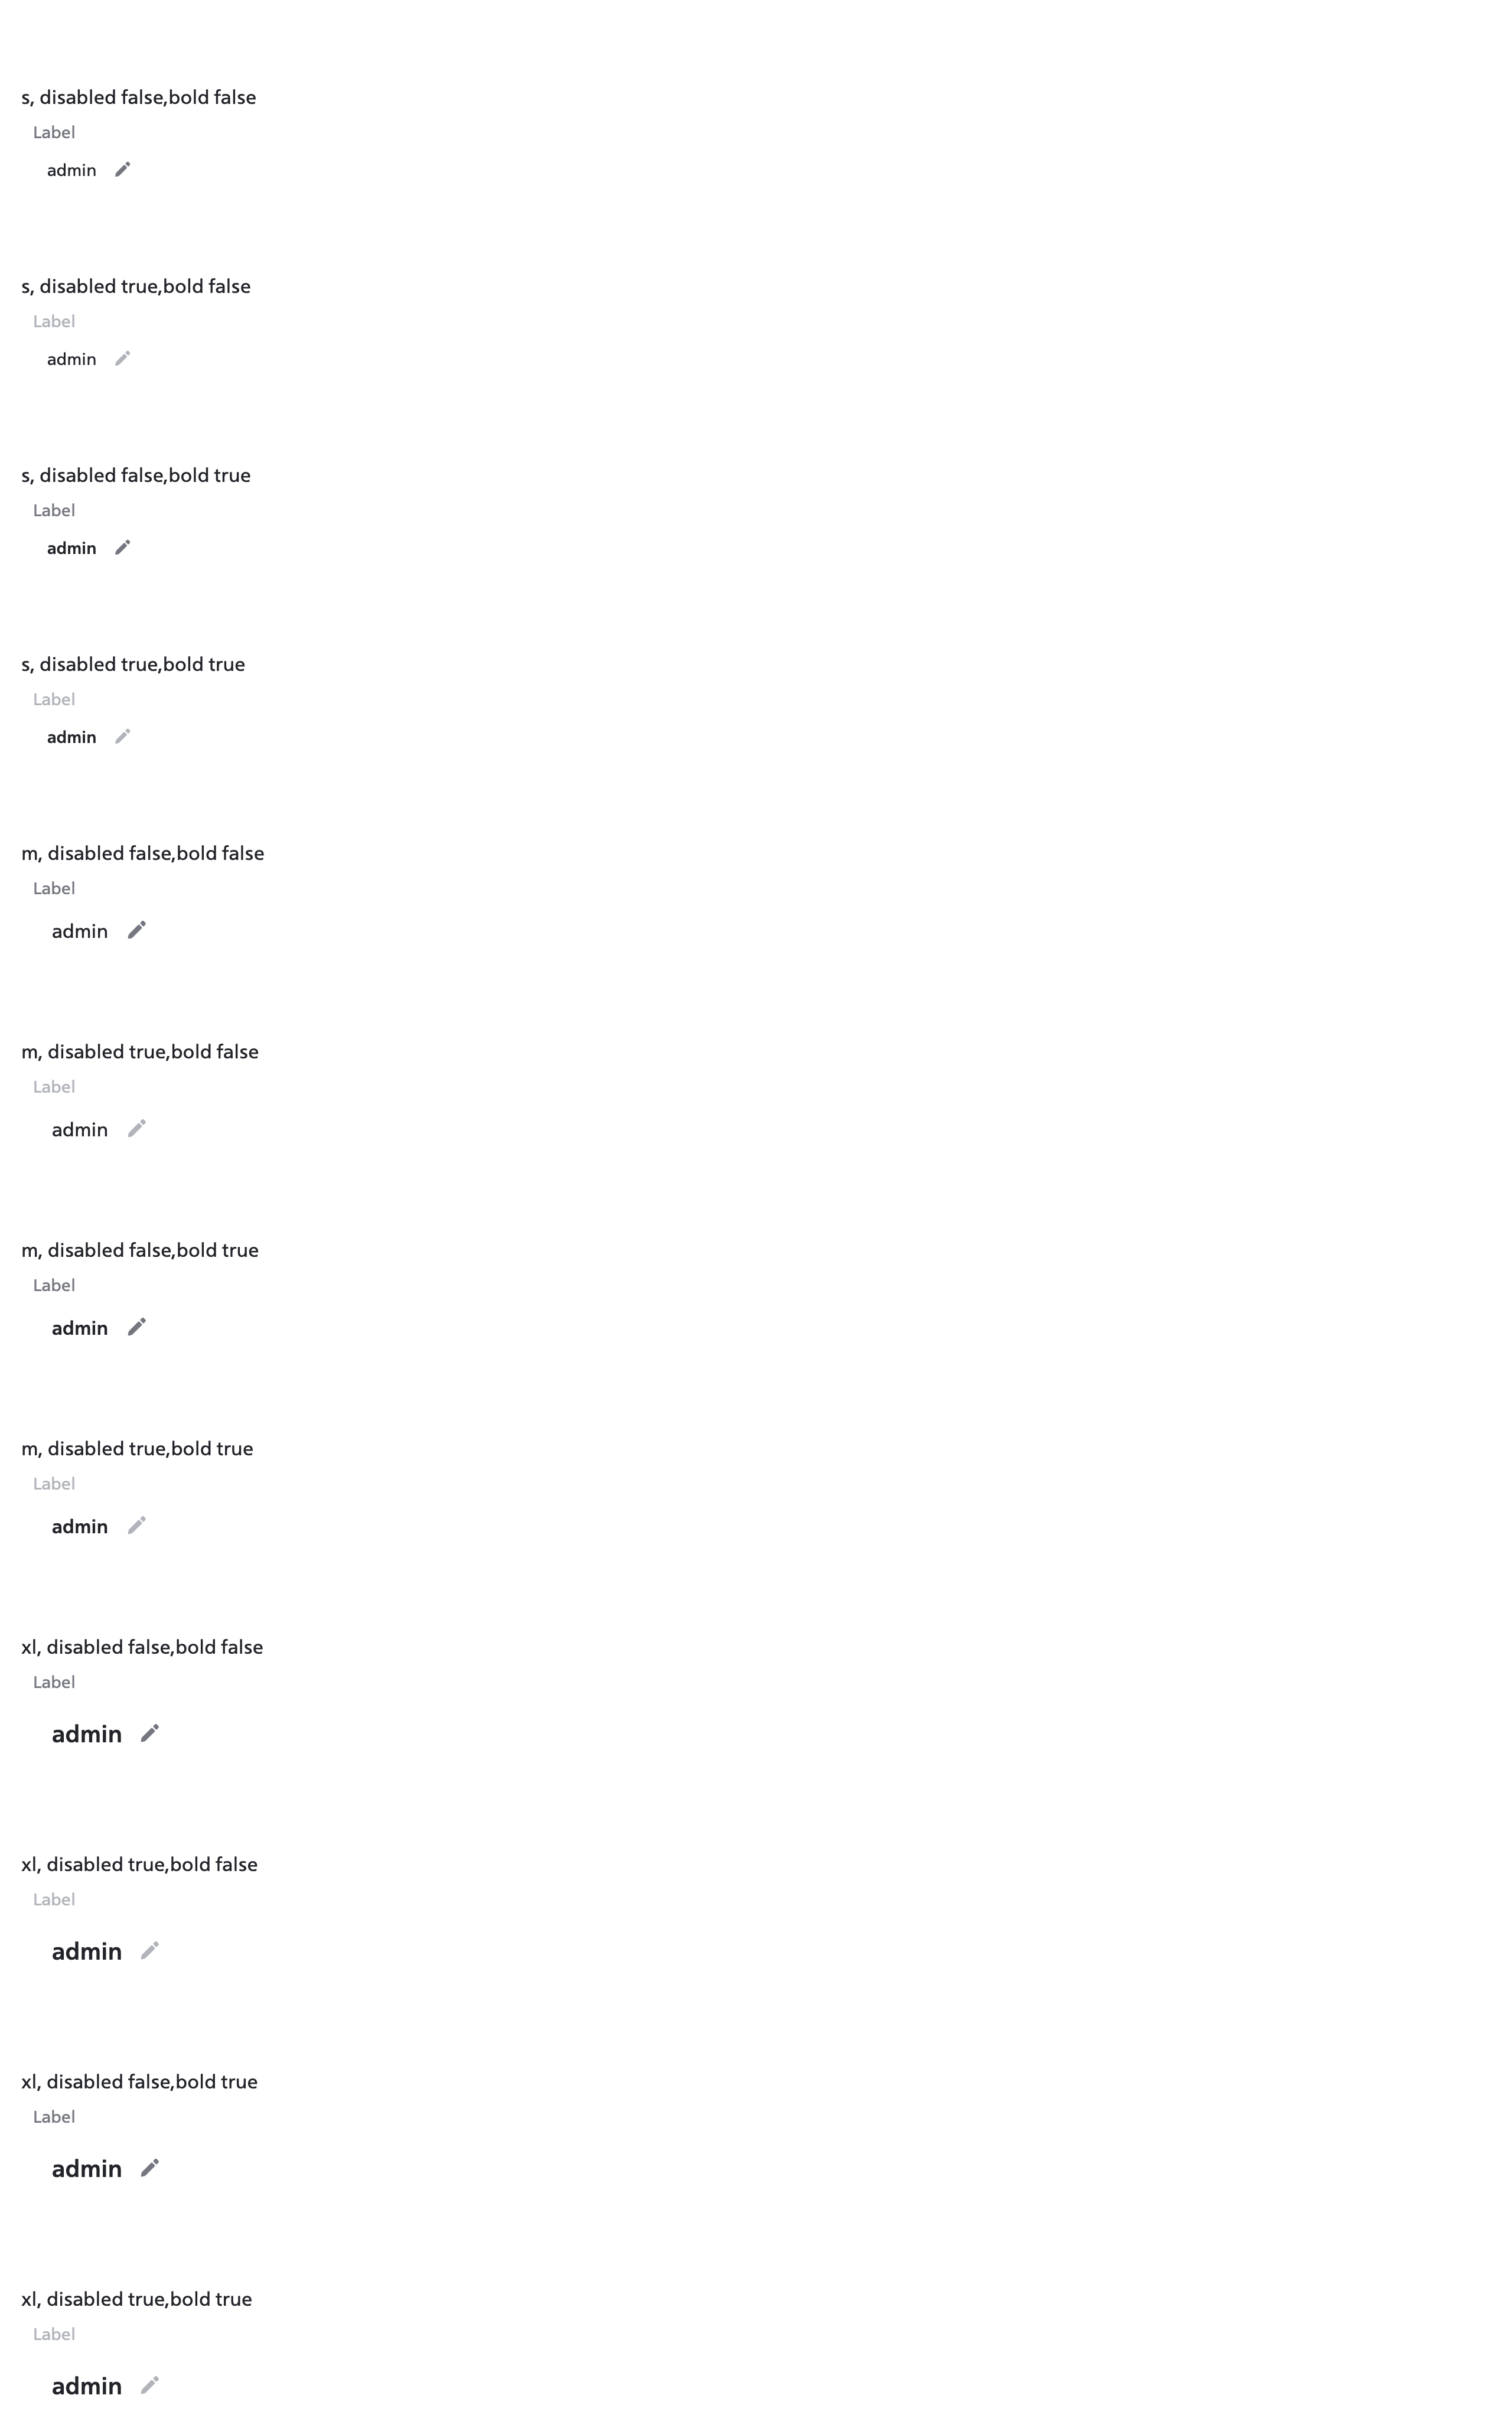 s, disabled false,bold false
Label
admin
s, disabled true,bold false
Label
admin
s, disabled false,bold true
Label
admin
s, disabled true,bold true
Label
admin
m, disabled false,bold false
Label
admin
m, disabled true,bold false
Label
admin
m, disabled false,bold true
Label
admin
m, disabled true,bold true
Label
admin
xl, disabled false,bold false
Label
admin
xl, disabled true,bold false
Label
admin
xl, disabled false,bold true
Label
admin
xl, disabled true,bold true
Label
admin